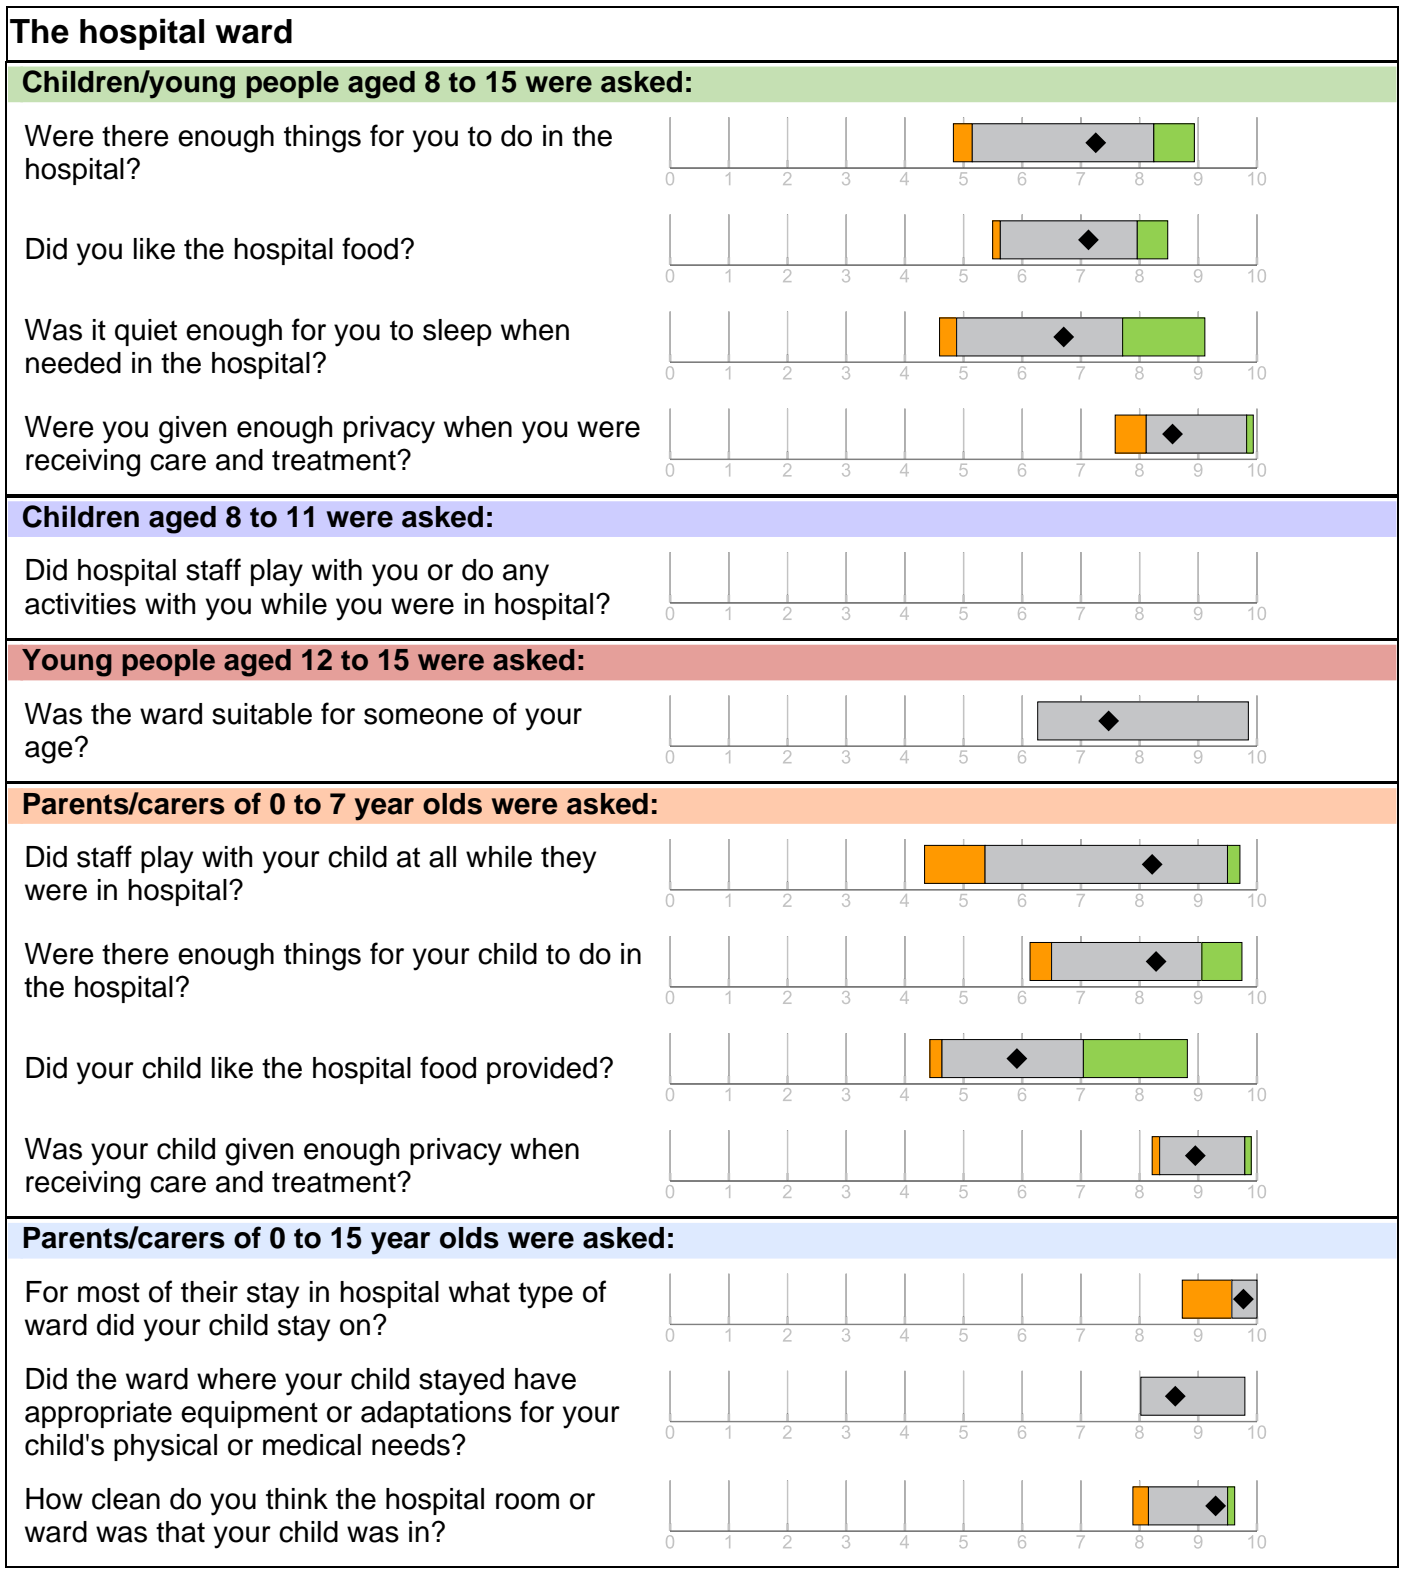 The hospital ward
Children/young people aged 8 to 15 were asked:
Were there enough things for you to do in the
hospital?
0 1 2 3 4 5 6 7 8 9 10
Did you like the hospital food?
0 1 2 3 4 5 6 7 8 9 10
Was it quiet enough for you to sleep when
needed in the hospital?
0 1 2 3 4 5 6 7 8 9 10
Were you given enough privacy when you were
receiving care and treatment?
0 1 2 3 4 5 6 7 8 9 10
Children aged 8 to 11 were asked:
Did hospital staff play with you or do any
activities with you while you were in hospital?
0 1 2 3 4 5 6 7 8 9 10
Young people aged 12 to 15 were asked:
Was the ward suitable for someone of your
age?
0 1 2 3 4 5 6 7 8 9 10
Parents/carers of 0 to 7 year olds were asked:
Did staff play with your child at all while they
were in hospital?
0 1 2 3 4 5 6 7 8 9 10
Were there enough things for your child to do in
the hospital?
0 1 2 3 4 5 6 7 8 9 10
Did your child like the hospital food provided?
0 1 2 3 4 5 6 7 8 9 10
Was your child given enough privacy when
receiving care and treatment?
0 1 2 3 4 5 6 7 8 9 10
Parents/carers of 0 to 15 year olds were asked:
For most of their stay in hospital what type of
ward did your child stay on?
0 1 2 3 4 5 6 7 8 9 10
Did the ward where your child stayed have
appropriate equipment or adaptations for your
child's physical or medical needs?
0 1 2 3 4 5 6 7 8 9 10
How clean do you think the hospital room or
ward was that your child was in?
0 1 2 3 4 5 6 7 8 9 10